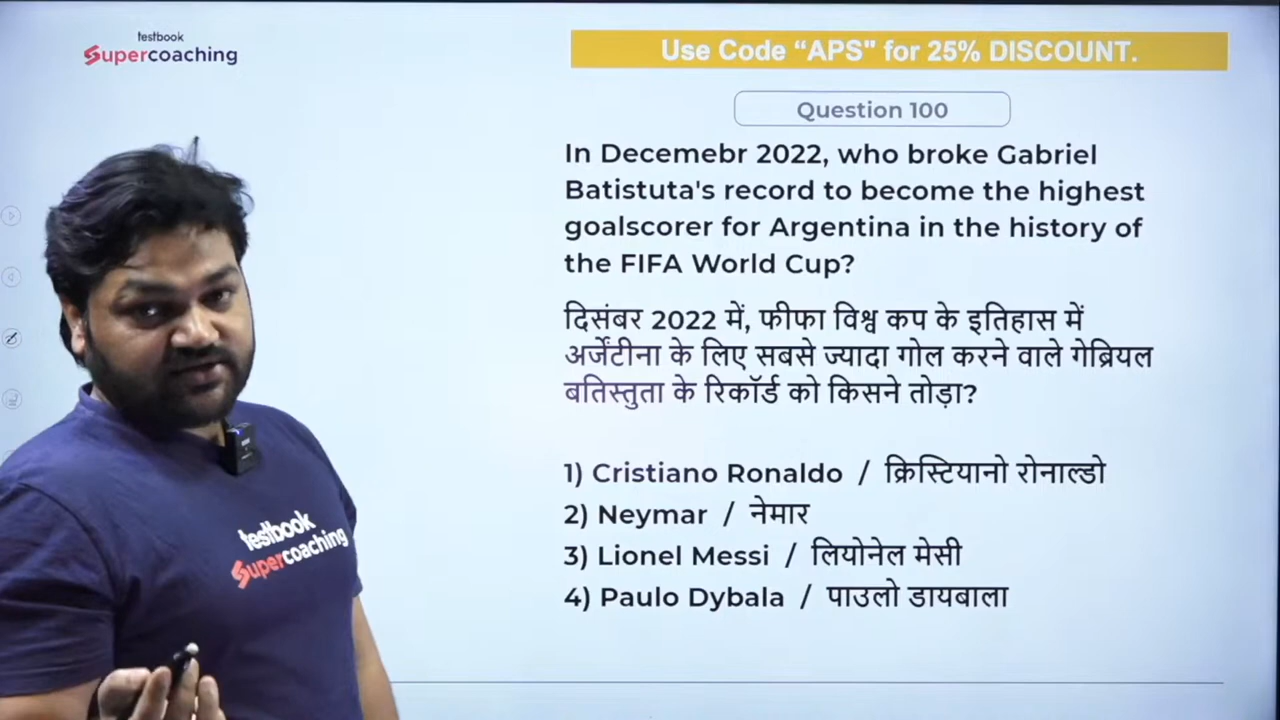 testbook
Supercoaching
Use Code “APS" for 25% DISCOUNT.
Question 100
In Decemebr 2022, who broke Gabriel
Batistuta's record to become the highest
goalscorer for Argentina in the history of
the FIFA World Cup?
दिसंबर 2022 में, फीफा विश्व कप के इतिहास में
अर्जेंटीना के लिए सबसे ज्यादा गोल करने वाले गेब्रियल
बतिस्तुता के रिकॉर्ड को किसने तोड़ा?
1) Cristiano Ronaldo / क्रिस्टियानो रोनाल्डो
2) Neymar / नेमार
3) Lionel Messi / लियोनेल मेसी
4) Paulo Dybala / पाउलो डायबाला
testbook
Supercoaching